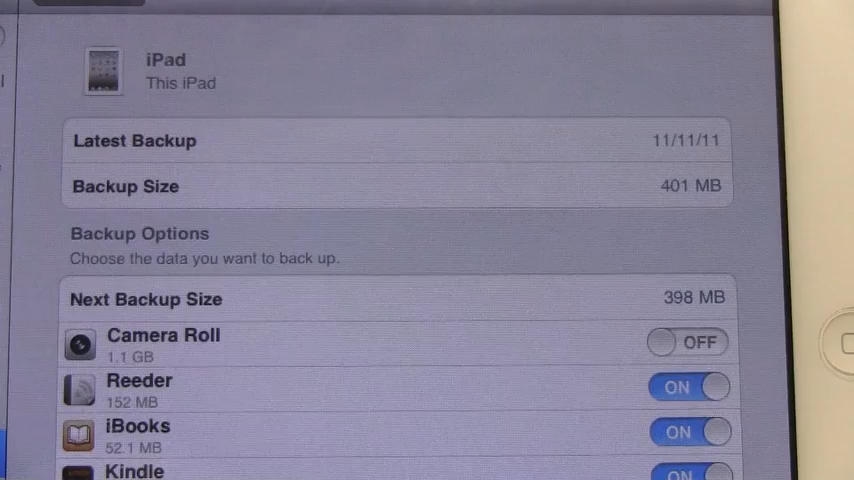 iPad
This iPad
Latest Backup 11/11/11
Backup Size 401 MB
Backup Options
Choose the data you want to back up.
Next Backup Size 398 MB
Camera Roll OFF
1.1 GB
Reeder ON
152 MB
iBooks ON
52.1 MB
Kindle ON